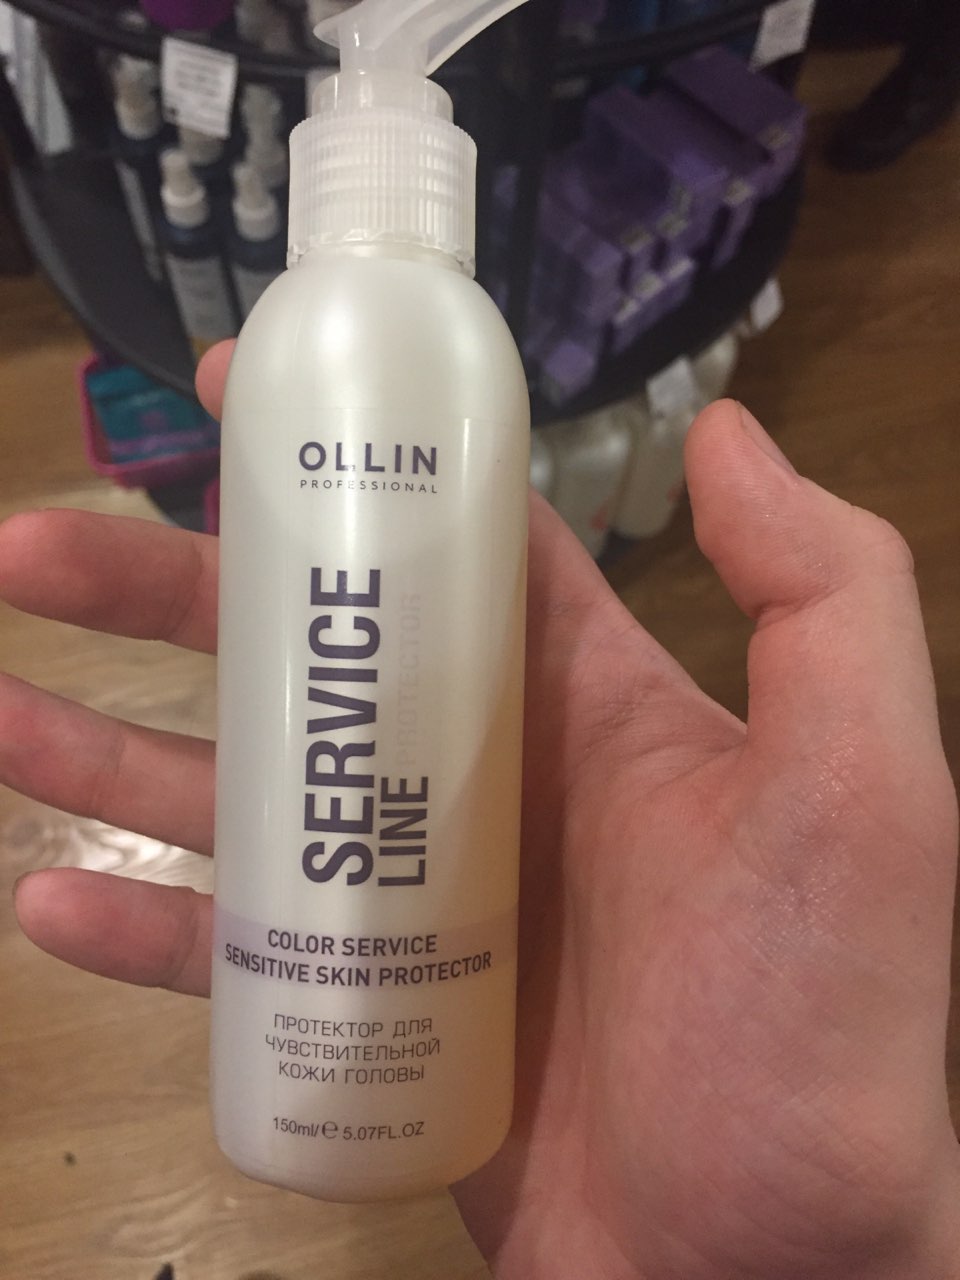 OLLIN
PROFESSIONAL
SERVICE
LINE PROTECTOR
COLOR SERVICE
SENSITIVE SKIN PROTECTOR
ПРОТЕКТОР ДЛЯ
ЧУВСТВИТЕЛЬНОЙ
КОЖИ ГОЛОВЫ
150ml/℮ 5.07FL.OZ